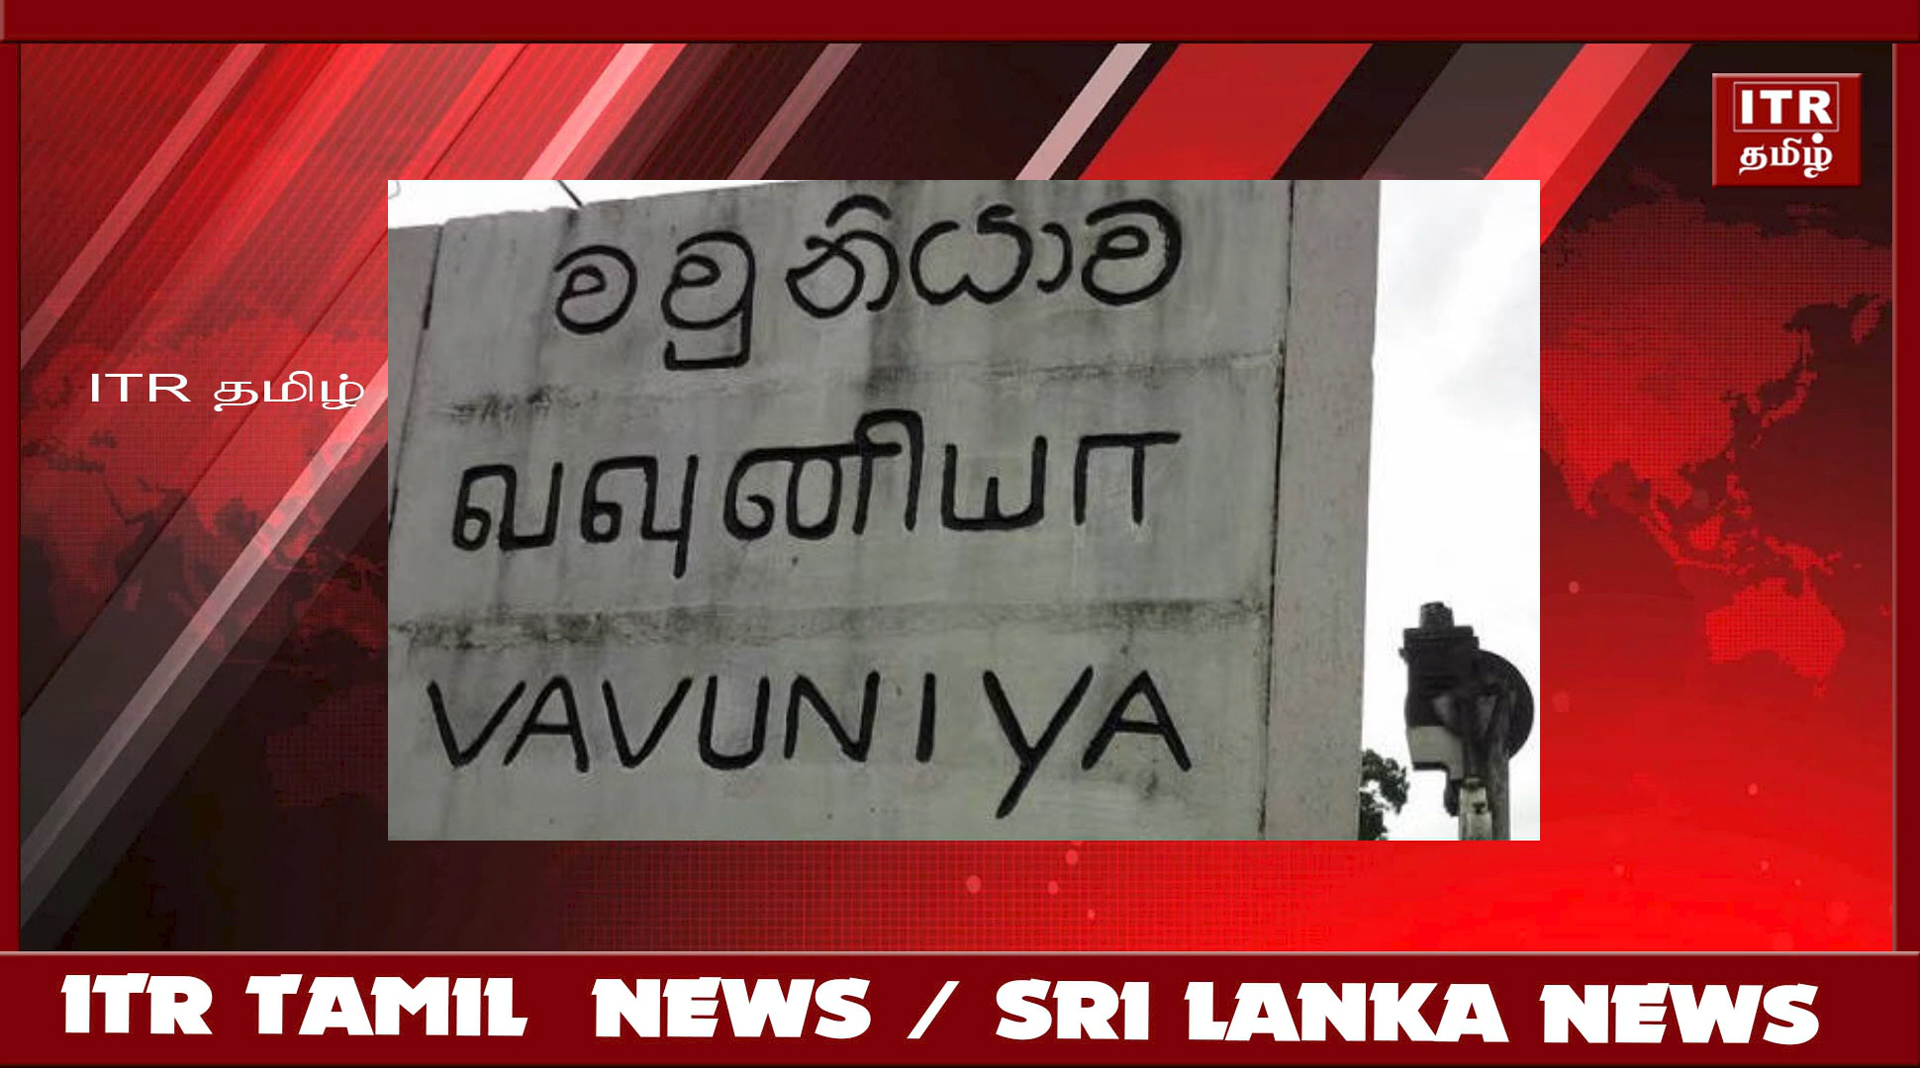 ITR
தமிழ்
වවුනියාව
ITR தமிழ்
வவுனியா
VAVUNIYA
ITR TAMIL NEWS / SRI LANKA NEWS